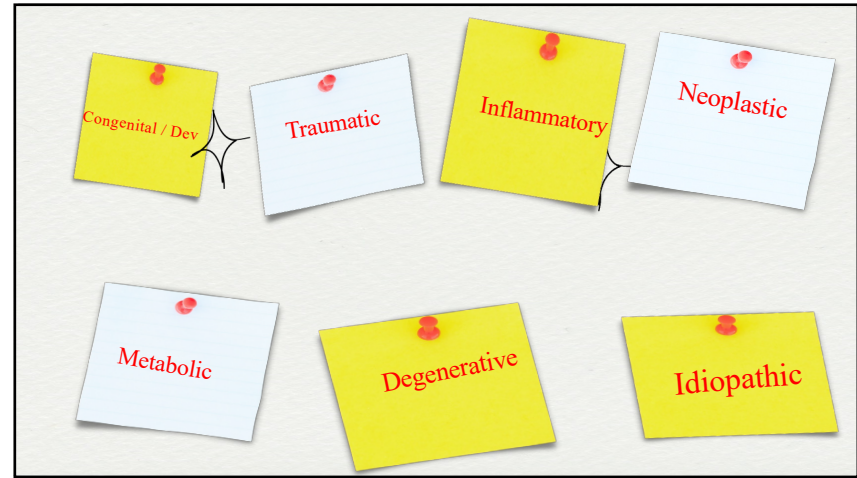 Congenital / Dev
Traumatic
Inflammatory
Neoplastic
Metabolic
Degenerative
Idiopathic